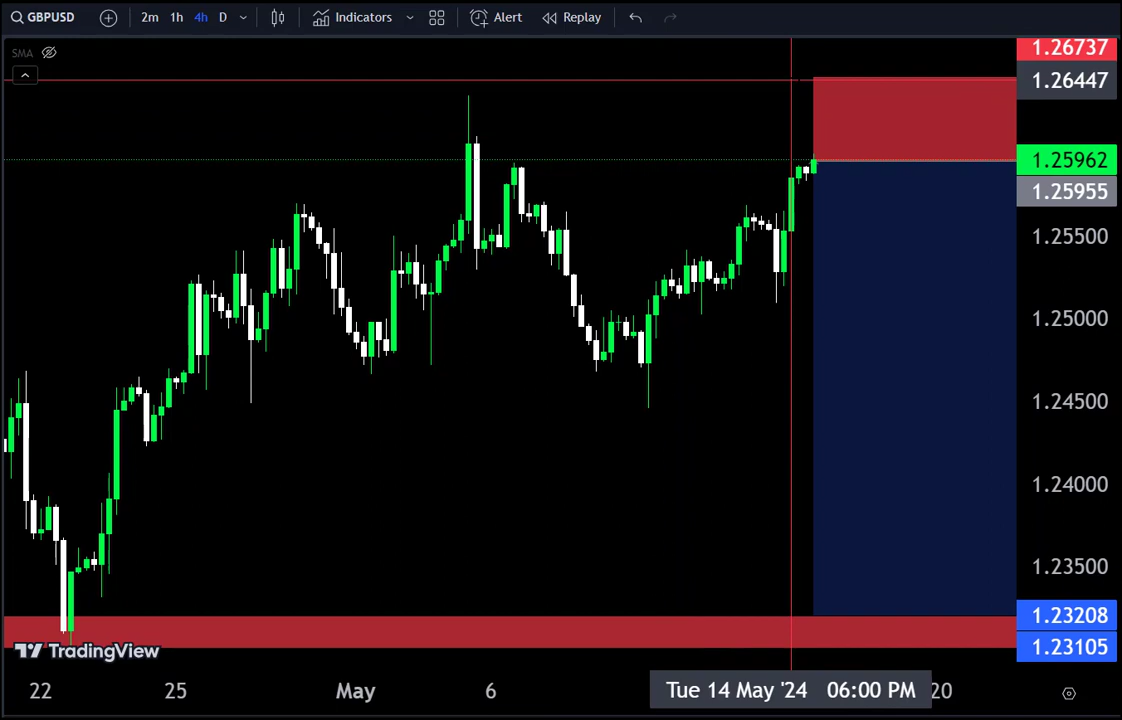 GBPUSD 2m 1h 4h D Indicators Alert Replay
SMA
1.26737
1.26447
1.25962
1.25955
1.25500
1.25000
1.24500
1.24000
1.23500
1.23208
1.23105
TradingView
22 25 May 6 Tue 14 May '24 06:00 PM 20